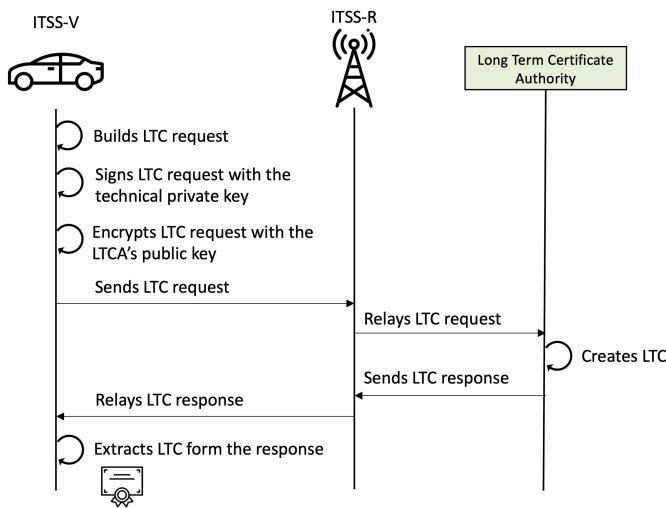 ITSS-V
ITSS-R
Long Term Certificate
Authority
Builds LTC request
Signs LTC request with the
technical private key
Encrypts LTC request with the
LTCA's public key
Sends LTC request
Relays LTC request
Creates LTC
Sends LTC response
Relays LTC response
Extracts LTC form the response